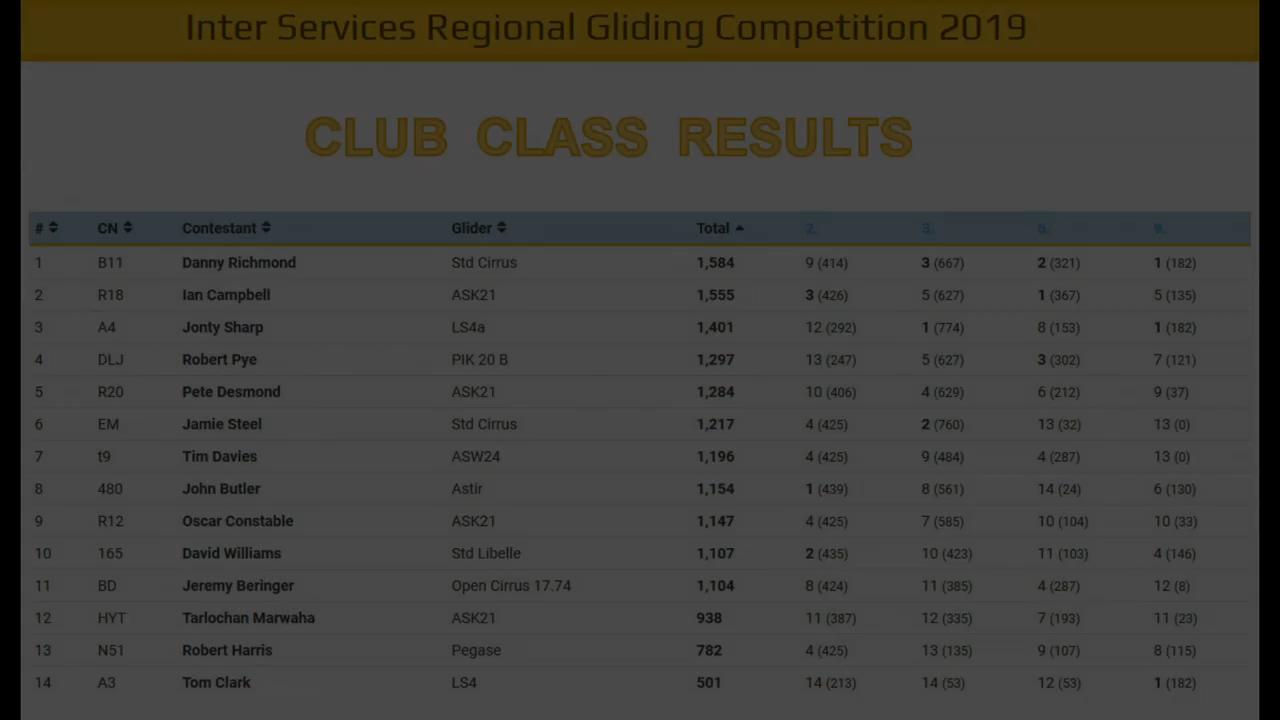 Inter Services Regional Gliding Competition 2019
CLUB CLASS RESULTS
# CN Contestant Glider Total 2. 3. 5. 9.
1 B11 Danny Richmond Std Cirrus 1,584 9 (414) 3 (667) 2 (321) 1 (182)
2 R18 Ian Campbell ASK21 1,555 3 (426) 5 (627) 1 (367) 5 (135)
3 A4 Jonty Sharp LS4a 1,401 12 (292) 1 (774) 8 (153) 1 (182)
4 DLJ Robert Pye PIK 20 B 1,297 13 (247) 5 (627) 3 (302) 7 (121)
5 R20 Pete Desmond ASK21 1,284 10 (406) 4 (629) 6 (212) 9 (37)
6 EM Jamie Steel Std Cirrus 1,217 4 (425) 2 (760) 13 (32) 13 (0)
7 t9 Tim Davies ASW24 1,196 4 (425) 9 (484) 4 (287) 13 (0)
8 480 John Butler Astir 1,154 1 (439) 8 (561) 14 (24) 6 (130)
9 R12 Oscar Constable ASK21 1,147 4 (425) 7 (585) 10 (104) 10 (33)
10 165 David Williams Std Libelle 1,107 2 (435) 10 (423) 11 (103) 4 (146)
11 BD Jeremy Beringer Open Cirrus 17.74 1,104 8 (424) 11 (385) 4 (287) 12 (8)
12 HYT Tarlochan Marwaha ASK21 938 11 (387) 12 (335) 7 (193) 11 (23)
13 N51 Robert Harris Pegase 782 4 (425) 13 (135) 9 (107) 8 (115)
14 A3 Tom Clark LS4 501 14 (213) 14 (53) 12 (53) 1 (182)